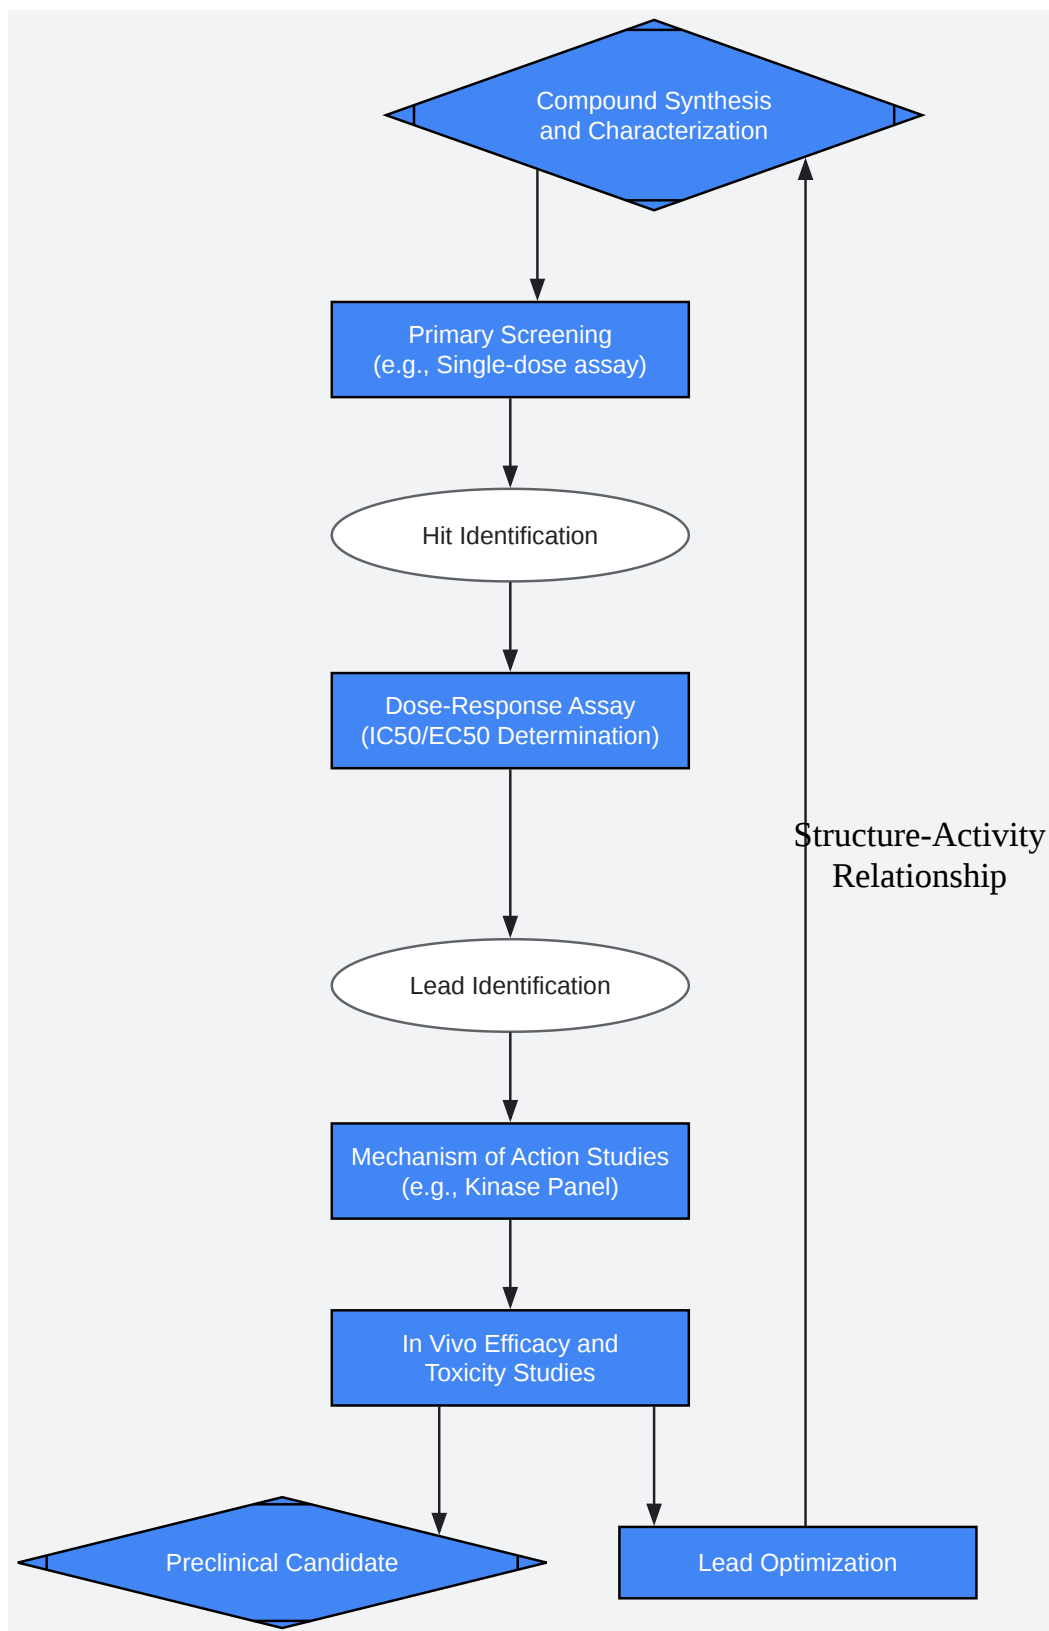 Compound Synthesis
and Characterization
Primary Screening
(e.g., Single-dose assay)
Hit Identification
Dose-Response Assay
(IC50/EC50 Determination)
Structure-Activity
Relationship
Lead Identification
Mechanism of Action Studies
(e.g., Kinase Panel)
In Vivo Efficacy and
Toxicity Studies
Preclinical Candidate
Lead Optimization